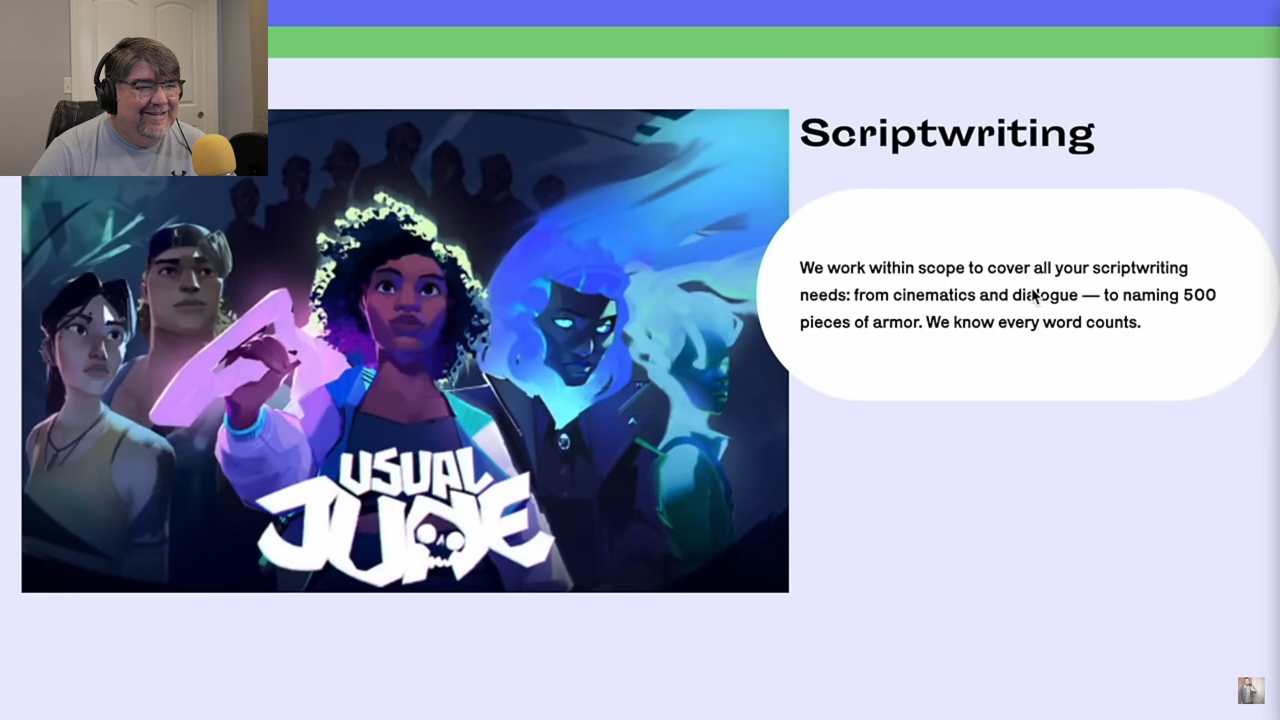 Scriptwriting
We work within scope to cover all your scriptwriting
needs: from cinematics and dialogue — to naming 500
pieces of armor. We know every word counts.
USUAL
JUNE